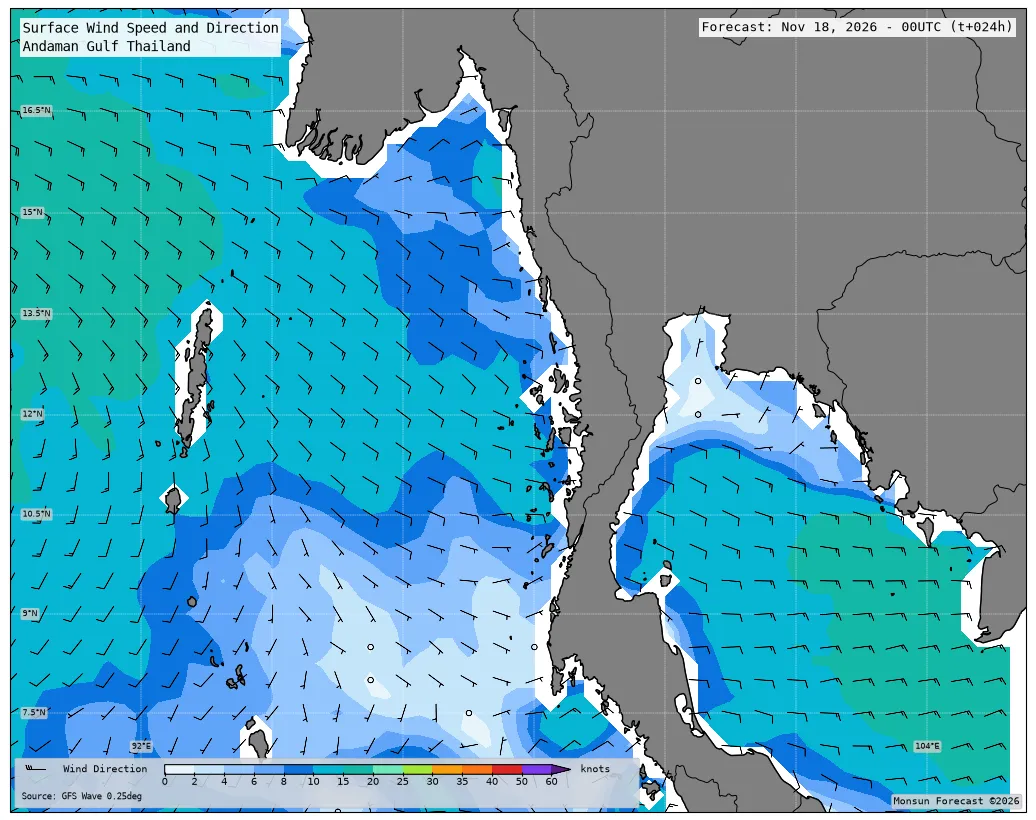 Surface Wind Speed and Direction
Andaman Gulf Thailand
Forecast: Nov 18, 2026 - 00UTC (t+024h)
16.5°N
15°N
13.5°N
12°N
10.5°N
9°N
7.5°N
92°E
104°E
Wind Direction
knots
0 2 4 6 8 10 15 20 25 30 35 40 50 60
Source: GFS Wave 0.25deg
Monsun Forecast ©2026